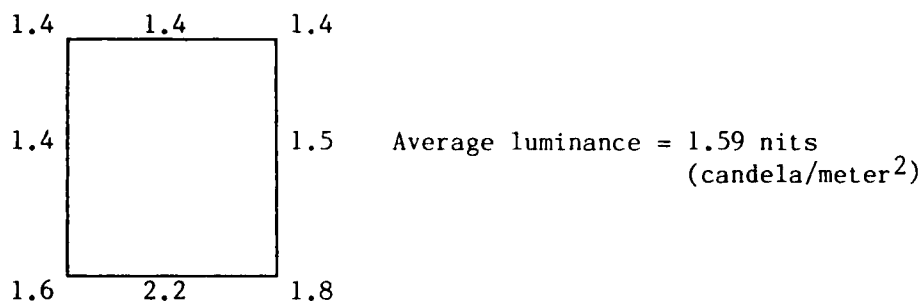 1.4 1.4 1.4
1.4 1.5 Average luminance = 1.59 nits
(candela/meter²)
1.6 2.2 1.8